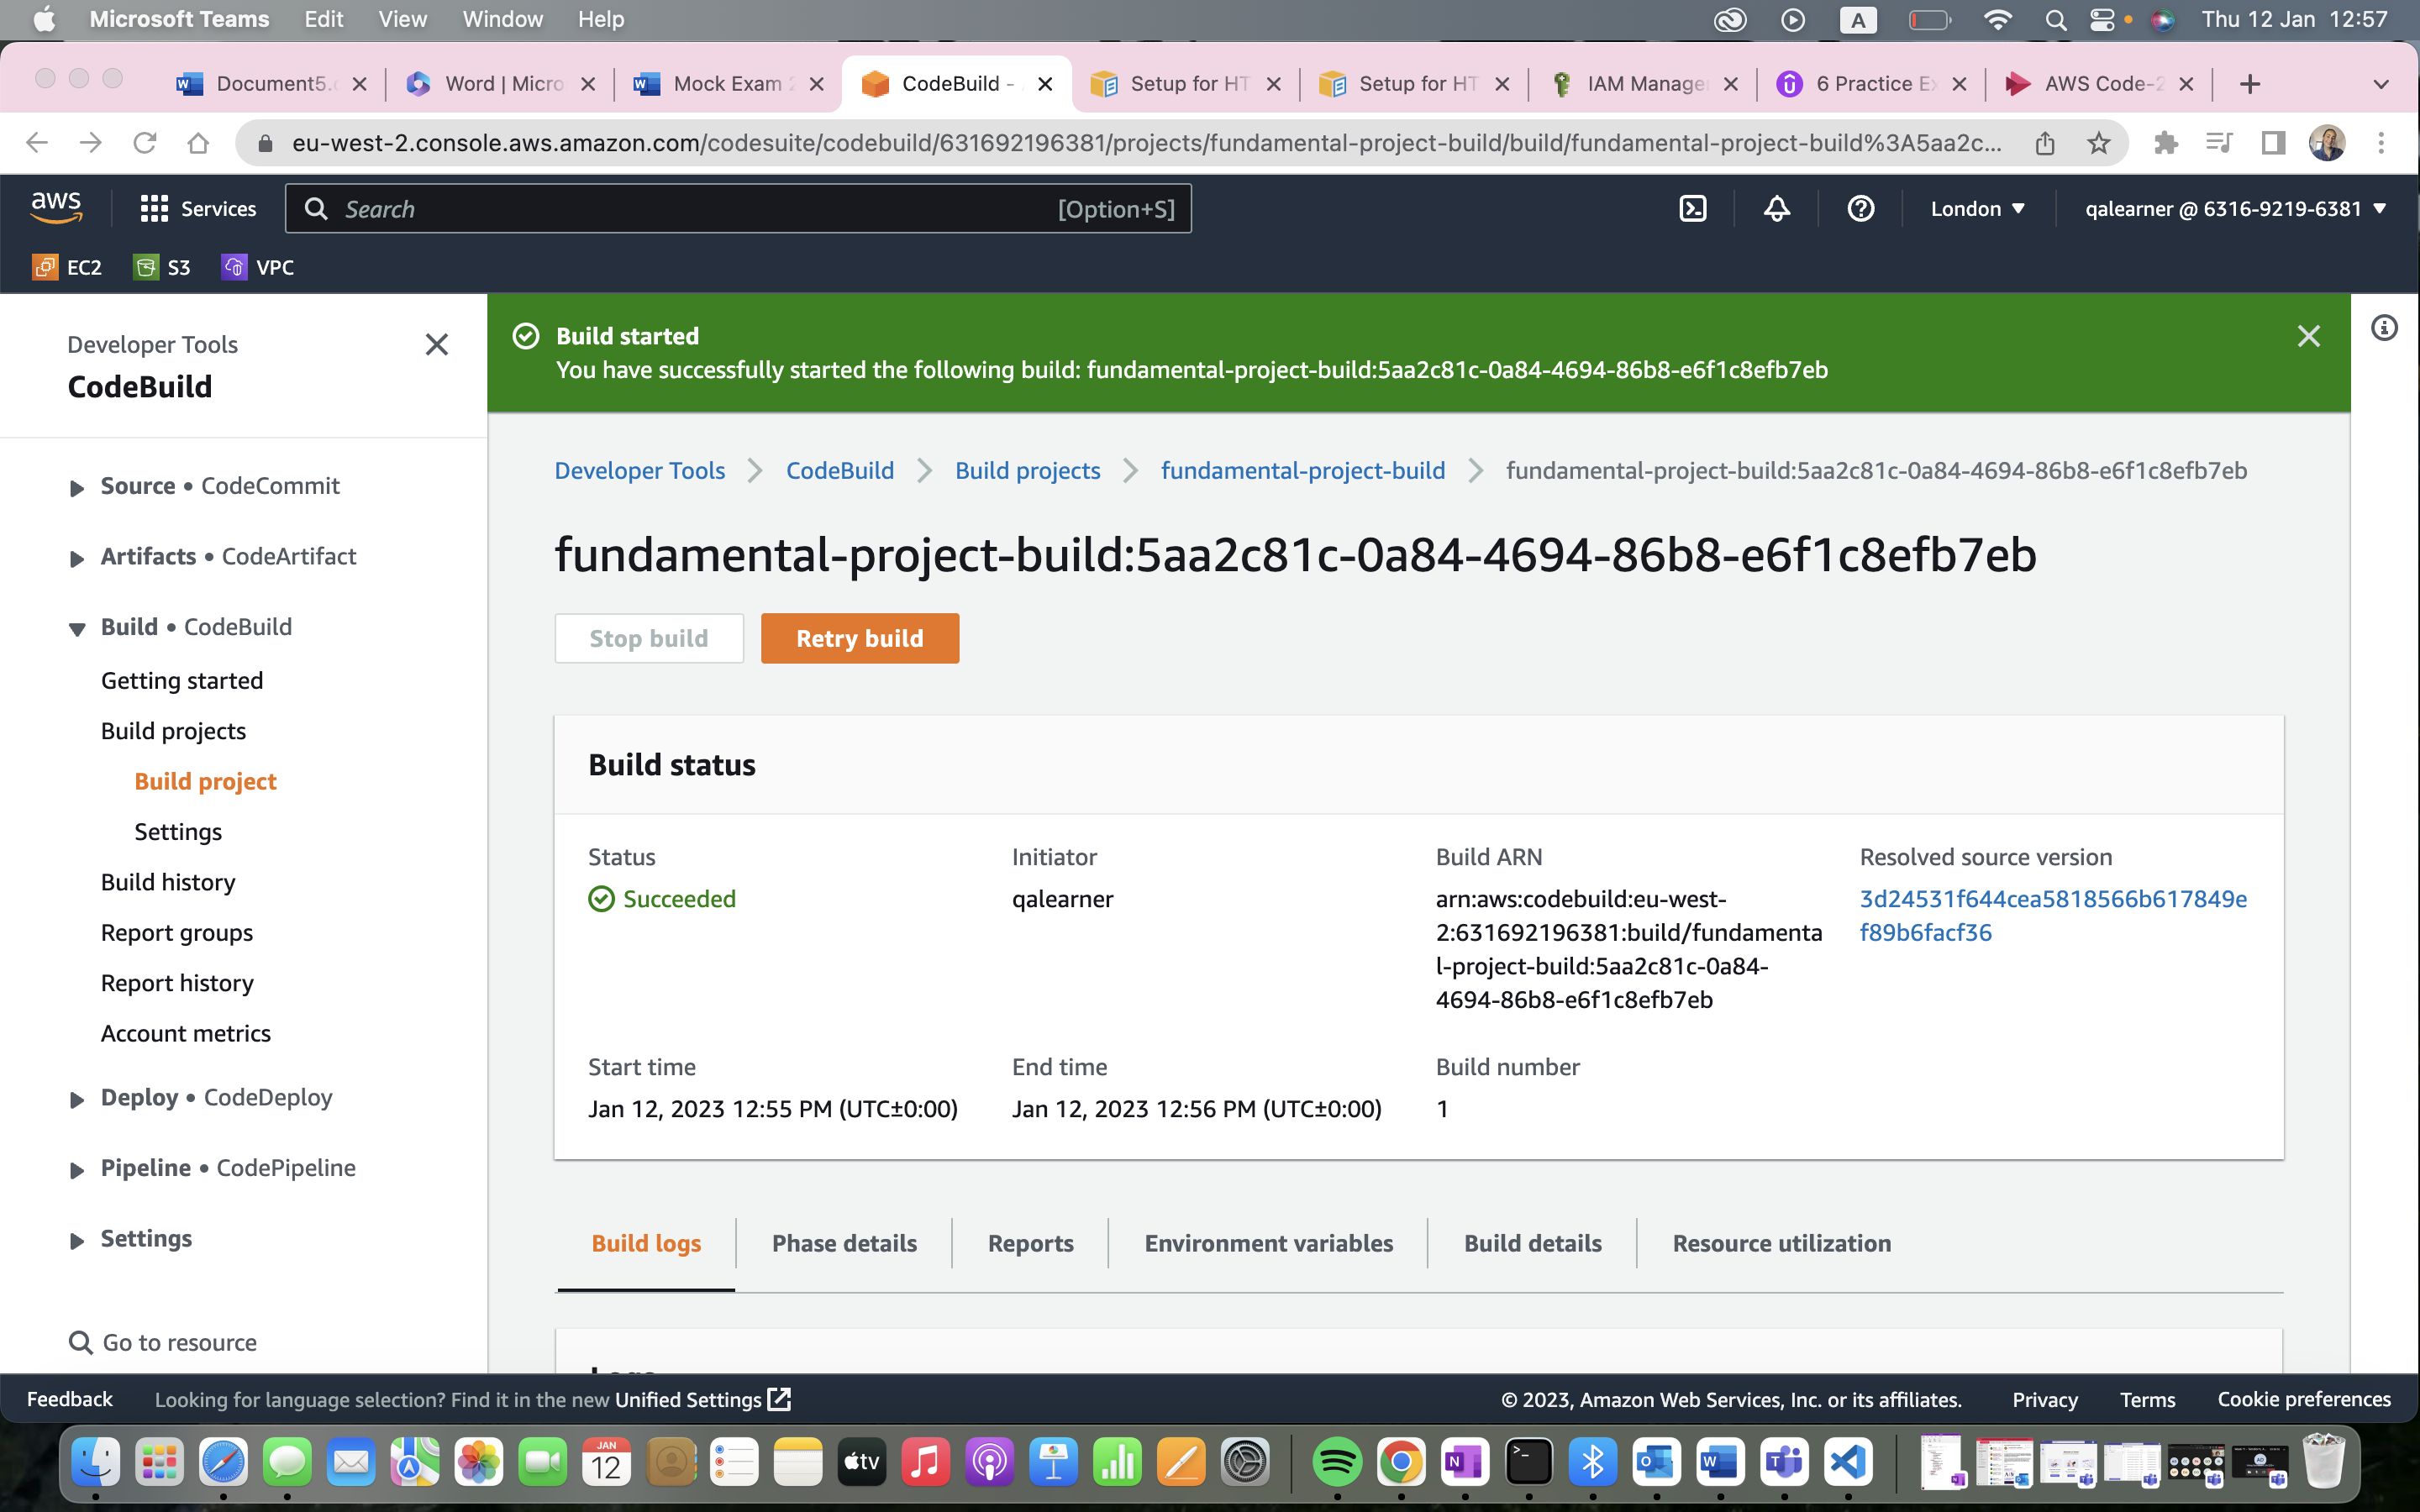 Microsoft Teams Edit View Window Help
A
Thu 12 Jan 12:57
Document5.
Word | Micro
Mock Exam 2
CodeBuild -
Setup for HT
Setup for HT
IAM Manage
6 Practice Ex
AWS Code-2
eu-west-2.console.aws.amazon.com/codesuite/codebuild/631692196381/projects/fundamental-project-build/build/fundamental-project-build%3A5aa2c...
aws
Services
Search
[Option+S]
London
qalearner @ 6316-9219-6381
EC2
S3
VPC
Developer Tools
CodeBuild
Source • CodeCommit
Artifacts • CodeArtifact
Build • CodeBuild
Getting started
Build projects
Build project
Settings
Build history
Report groups
Report history
Account metrics
Deploy • CodeDeploy
Pipeline • CodePipeline
Settings
Go to resource
Build started
You have successfully started the following build: fundamental-project-build:5aa2c81c-0a84-4694-86b8-e6f1c8efb7eb
Developer Tools
CodeBuild
Build projects
fundamental-project-build
fundamental-project-build:5aa2c81c-0a84-4694-86b8-e6f1c8efb7eb
fundamental-project-build:5aa2c81c-0a84-4694-86b8-e6f1c8efb7eb
Stop build
Retry build
Build status
Status
Succeeded
Initiator
qalearner
Build ARN
arn:aws:codebuild:eu-west-
2:631692196381:build/fundamenta
l-project-build:5aa2c81c-0a84-
4694-86b8-e6f1c8efb7eb
Resolved source version
3d24531f644cea5818566b617849e
f89b6facf36
Start time
Jan 12, 2023 12:55 PM (UTC±0:00)
End time
Jan 12, 2023 12:56 PM (UTC±0:00)
Build number
1
Build logs
Phase details
Reports
Environment variables
Build details
Resource utilization
Logs
Feedback
Looking for language selection? Find it in the new Unified Settings
© 2023, Amazon Web Services, Inc. or its affiliates.
Privacy
Terms
Cookie preferences
JAN
12
tv